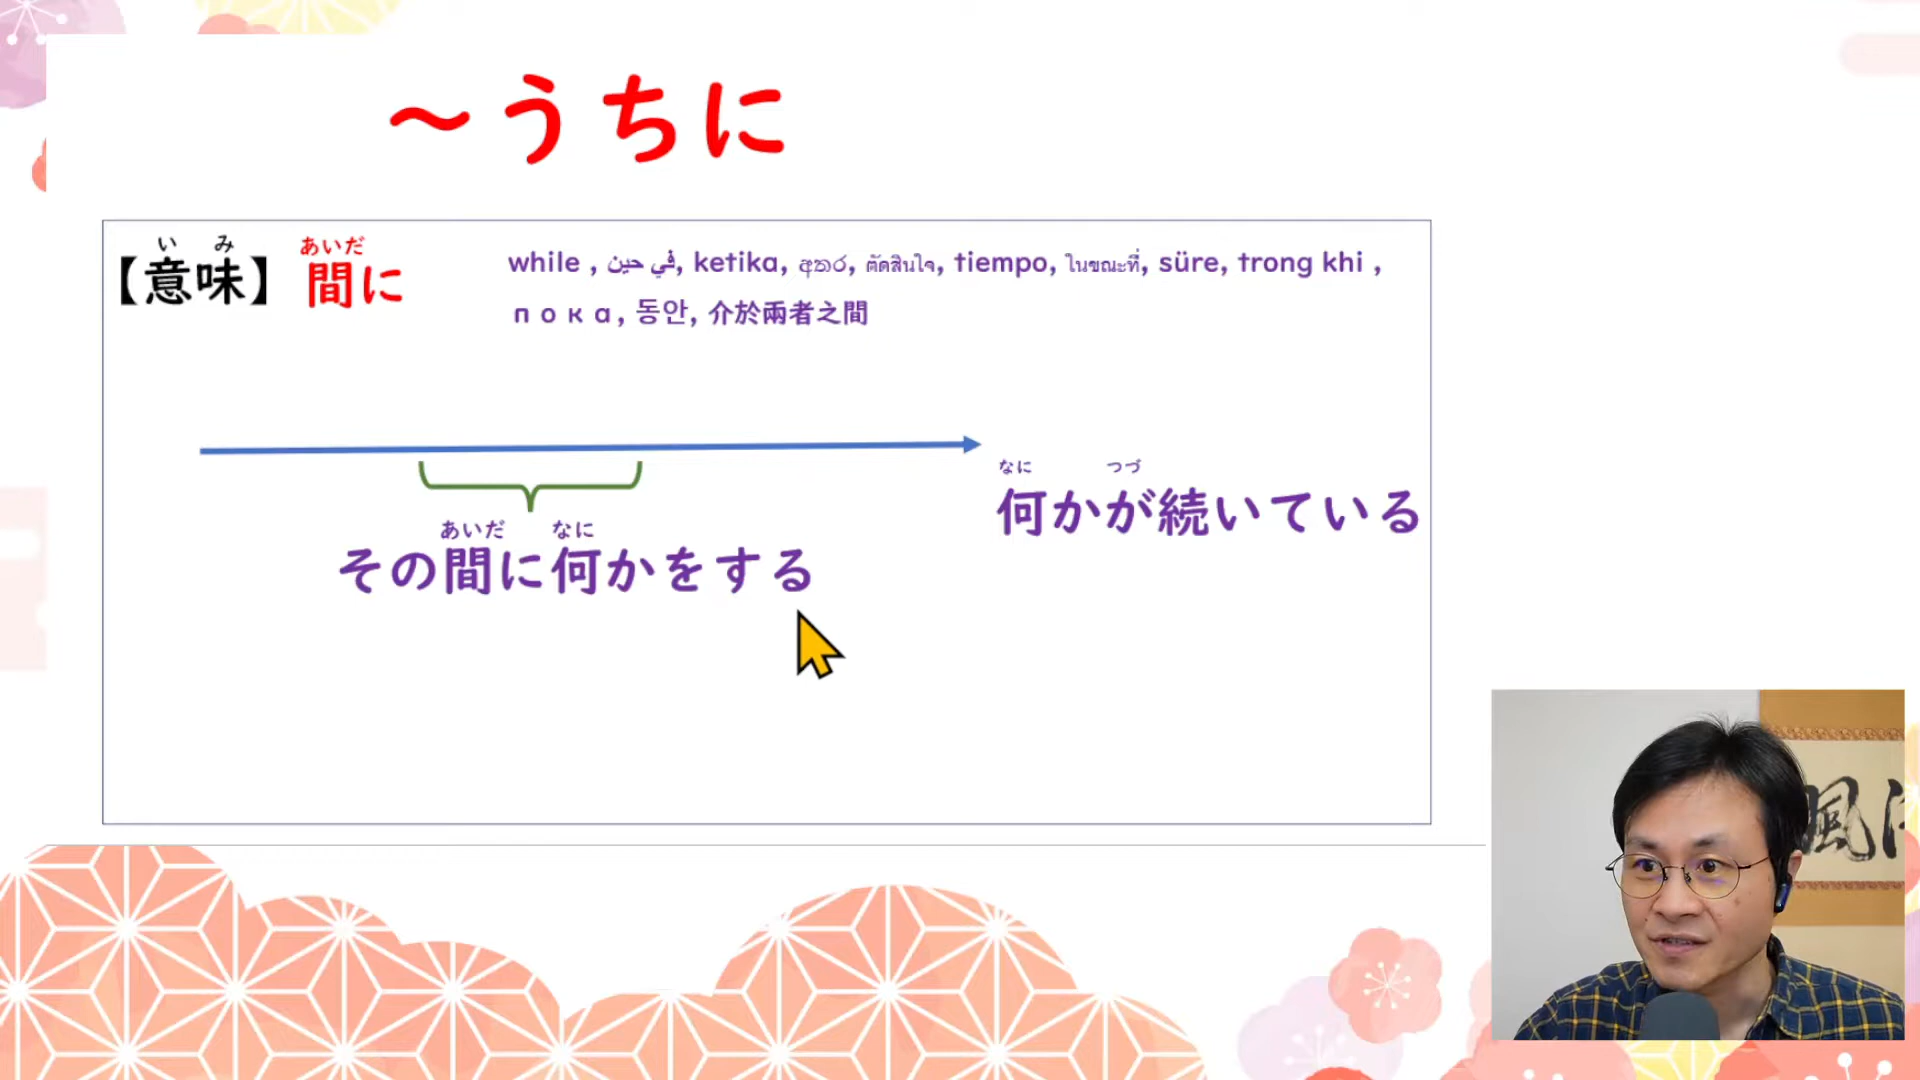 ～うちに
い み
【意味】
あいだ
間に
while , في حين, ketika, අතර, ตัดสินใจ, tiempo, ในขณะที่, süre, trong khi ,
пока, 동안, 介於兩者之間
なに つづ
何かが続いている
あいだ なに
その間に何かをする
風